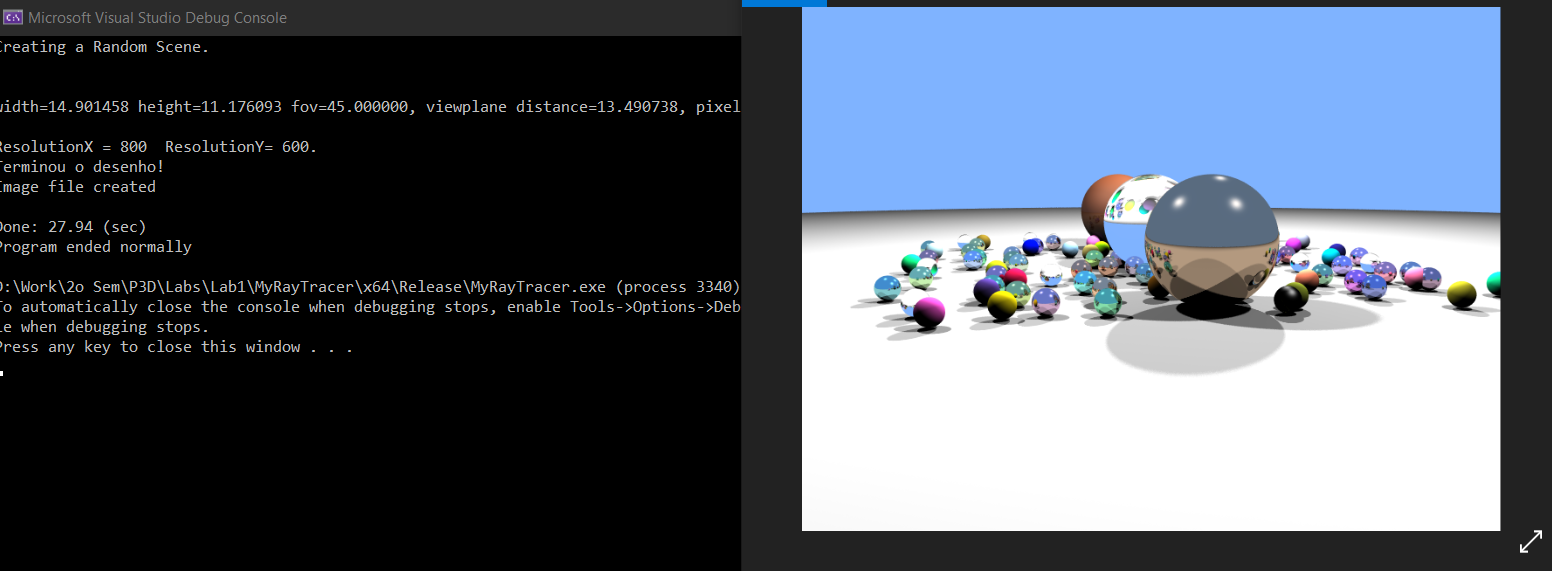 Microsoft Visual Studio Debug Console
Creating a Random Scene.
width=14.901458 height=11.176093 fov=45.000000, viewplane distance=13.490738, pixel
ResolutionX = 800  ResolutionY= 600.
Terminou o desenho!
Image file created
Done: 27.94 (sec)
Program ended normally
D:\Work\2o Sem\P3D\Labs\Lab1\MyRayTracer\x64\Release\MyRayTracer.exe (process 3340)
To automatically close the console when debugging stops, enable Tools->Options->Deb
le when debugging stops.
Press any key to close this window . . .